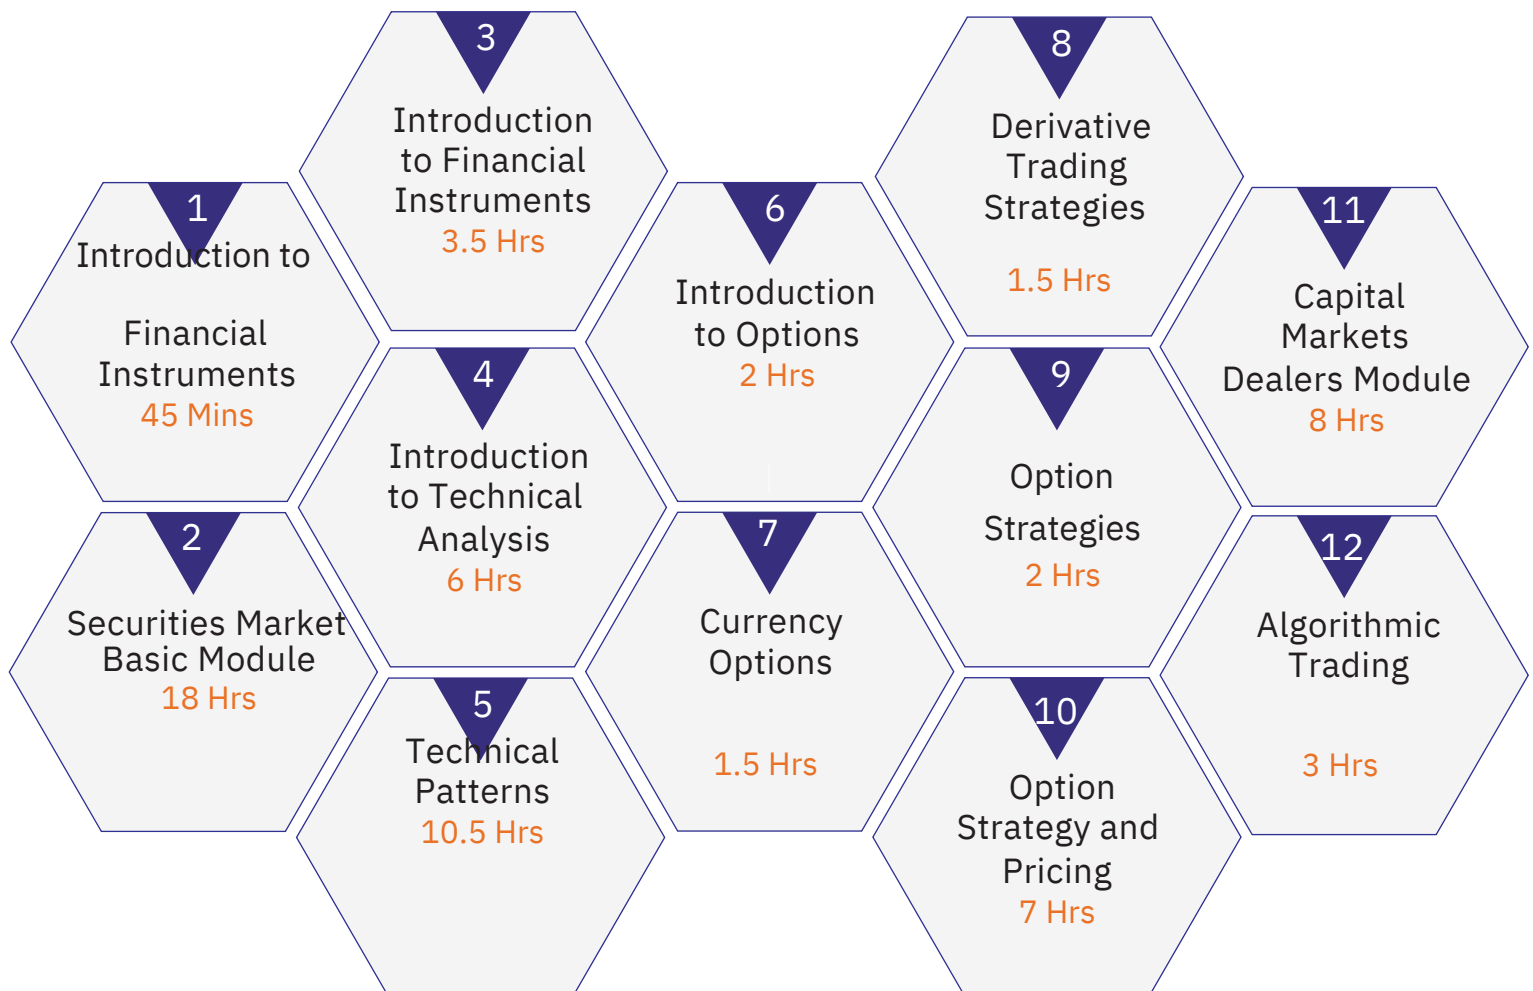 1
Introduction to
Financial
Instruments
45 Mins
2
Securities Market
Basic Module
18 Hrs
3
Introduction
to Financial
Instruments
3.5 Hrs
4
Introduction
to Technical
Analysis
6 Hrs
5
Technical
Patterns
10.5 Hrs
6
Introduction
to Options
2 Hrs
7
Currency
Options
1.5 Hrs
8
Derivative
Trading
Strategies
1.5 Hrs
9
Option
Strategies
2 Hrs
10
Option
Strategy and
Pricing
7 Hrs
11
Capital
Markets
Dealers Module
8 Hrs
12
Algorithmic
Trading
3 Hrs